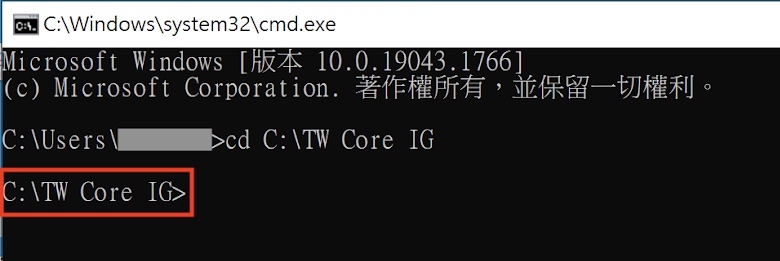 C:\Windows\system32\cmd.exe
Microsoft Windows [版本 10.0.19043.1766]
(c) Microsoft Corporation. 著作權所有，並保留一切權利。
C:\Users\>cd C:\TW Core IG
C:\TW Core IG>